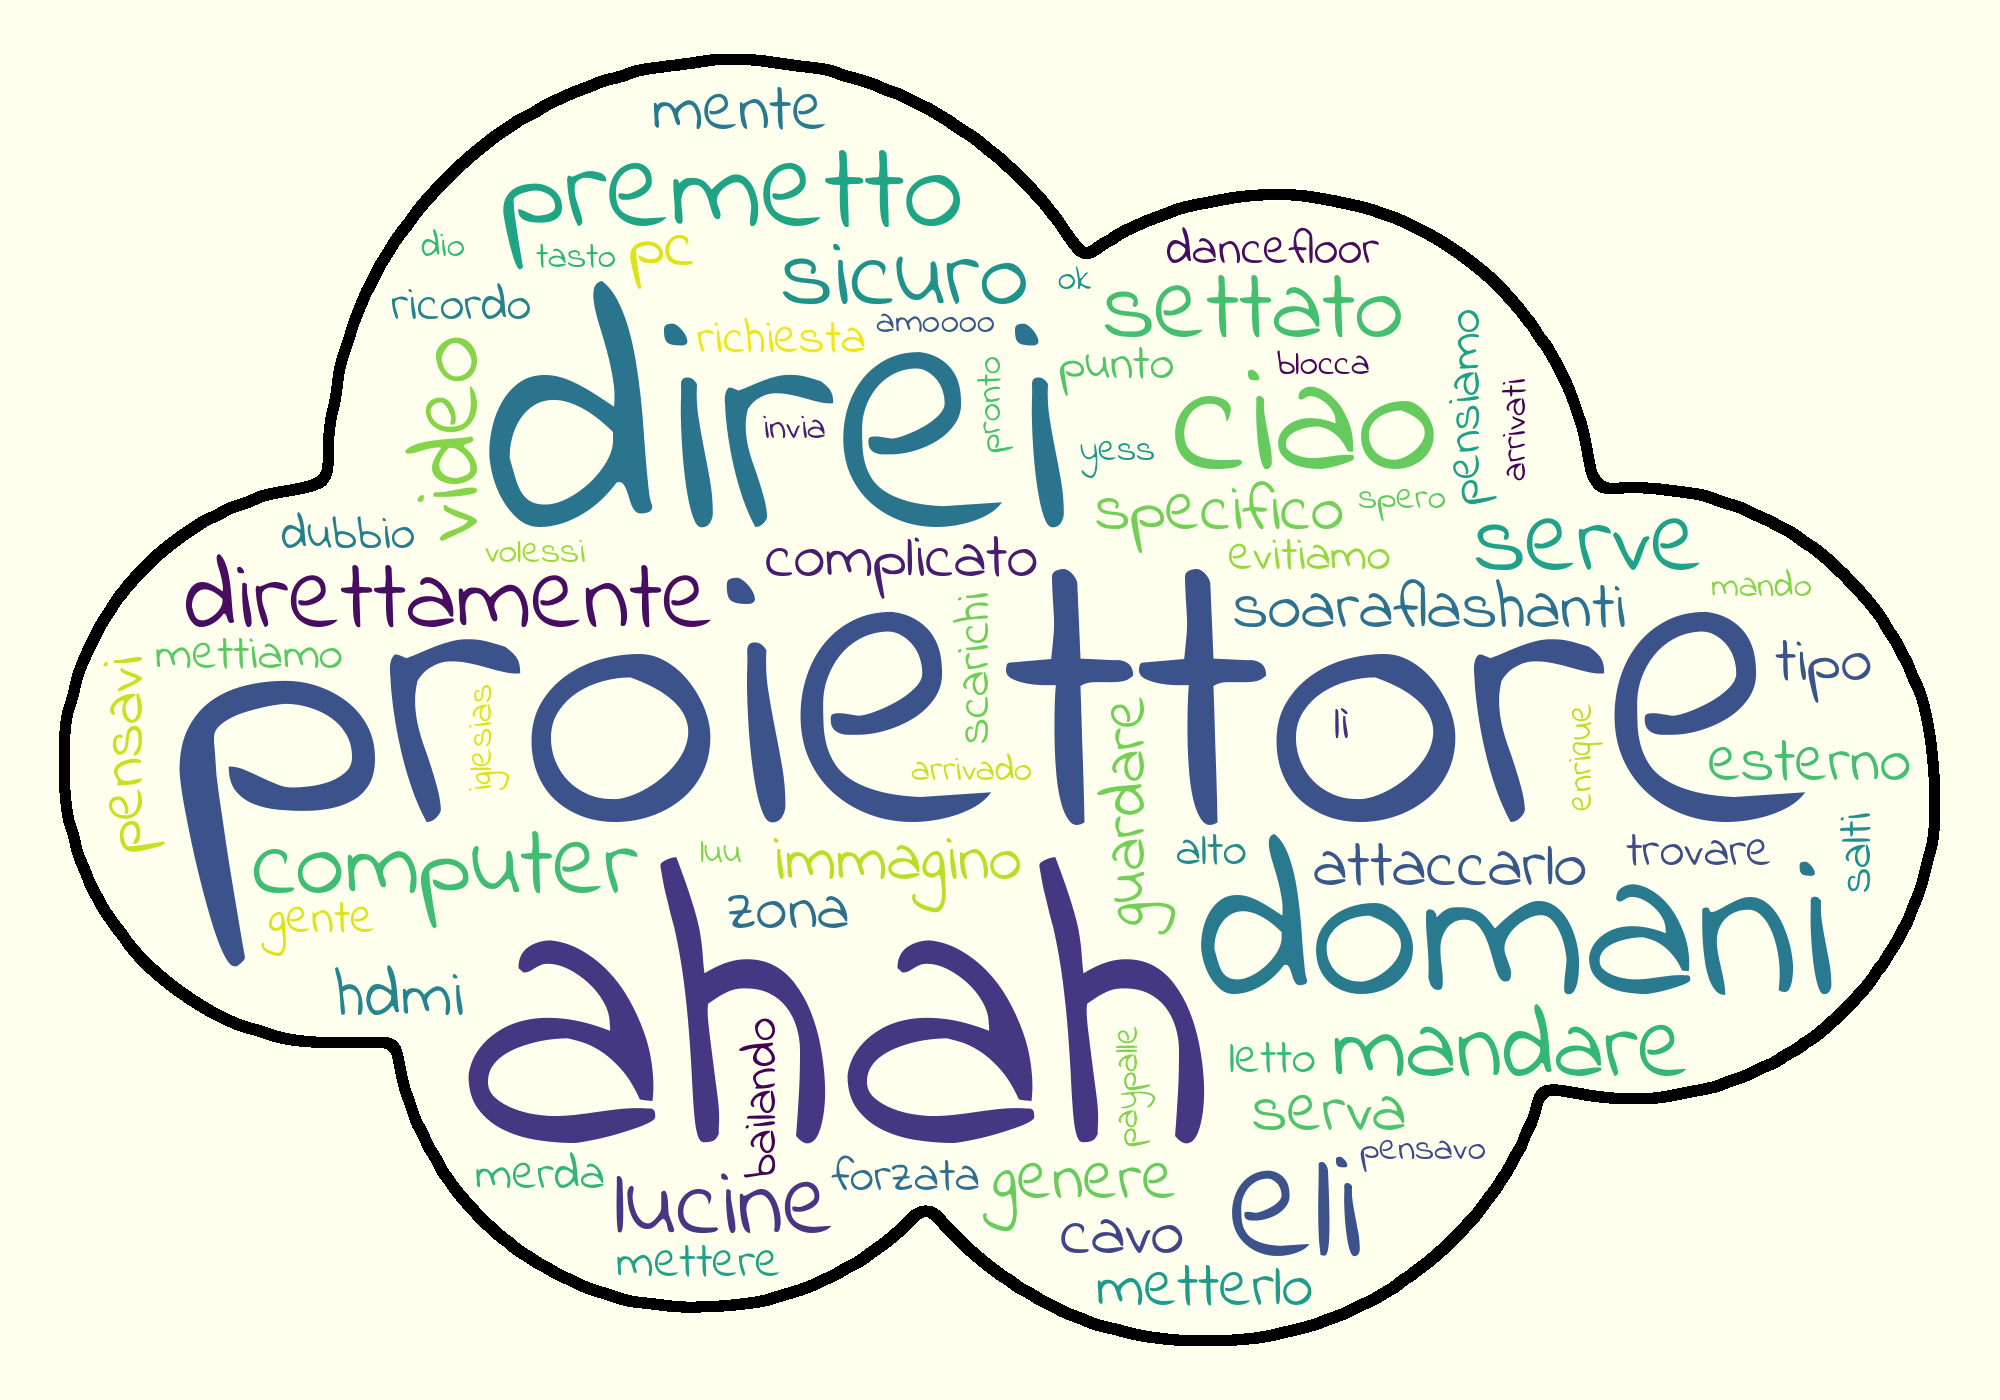 mente
premetto
dio
tasto
pc
sicuro
ok
dancefloor
ricordo
settato
richiesta
amoooo
direi
video
pronto
punto
blocca
pensiamo
arrivati
invia
ciao
yess
specifico
spero
dubbio
volessi
complicato
evitiamo
serve
direttamente
soaraflashanti
mando
mettiamo
scarichi
tipo
pensavi
proiettore
iglesias
lì
enrique
arrivado
guardare
esterno
computer
luu
immagino
alto
attaccarlo
trovare
salti
gente
zona
domani
hdmi
ahah
bailando
paypalle
letto
mandare
serva
merda
lucine
forzata
genere
eli
pensavo
mettere
cavo
metterlo